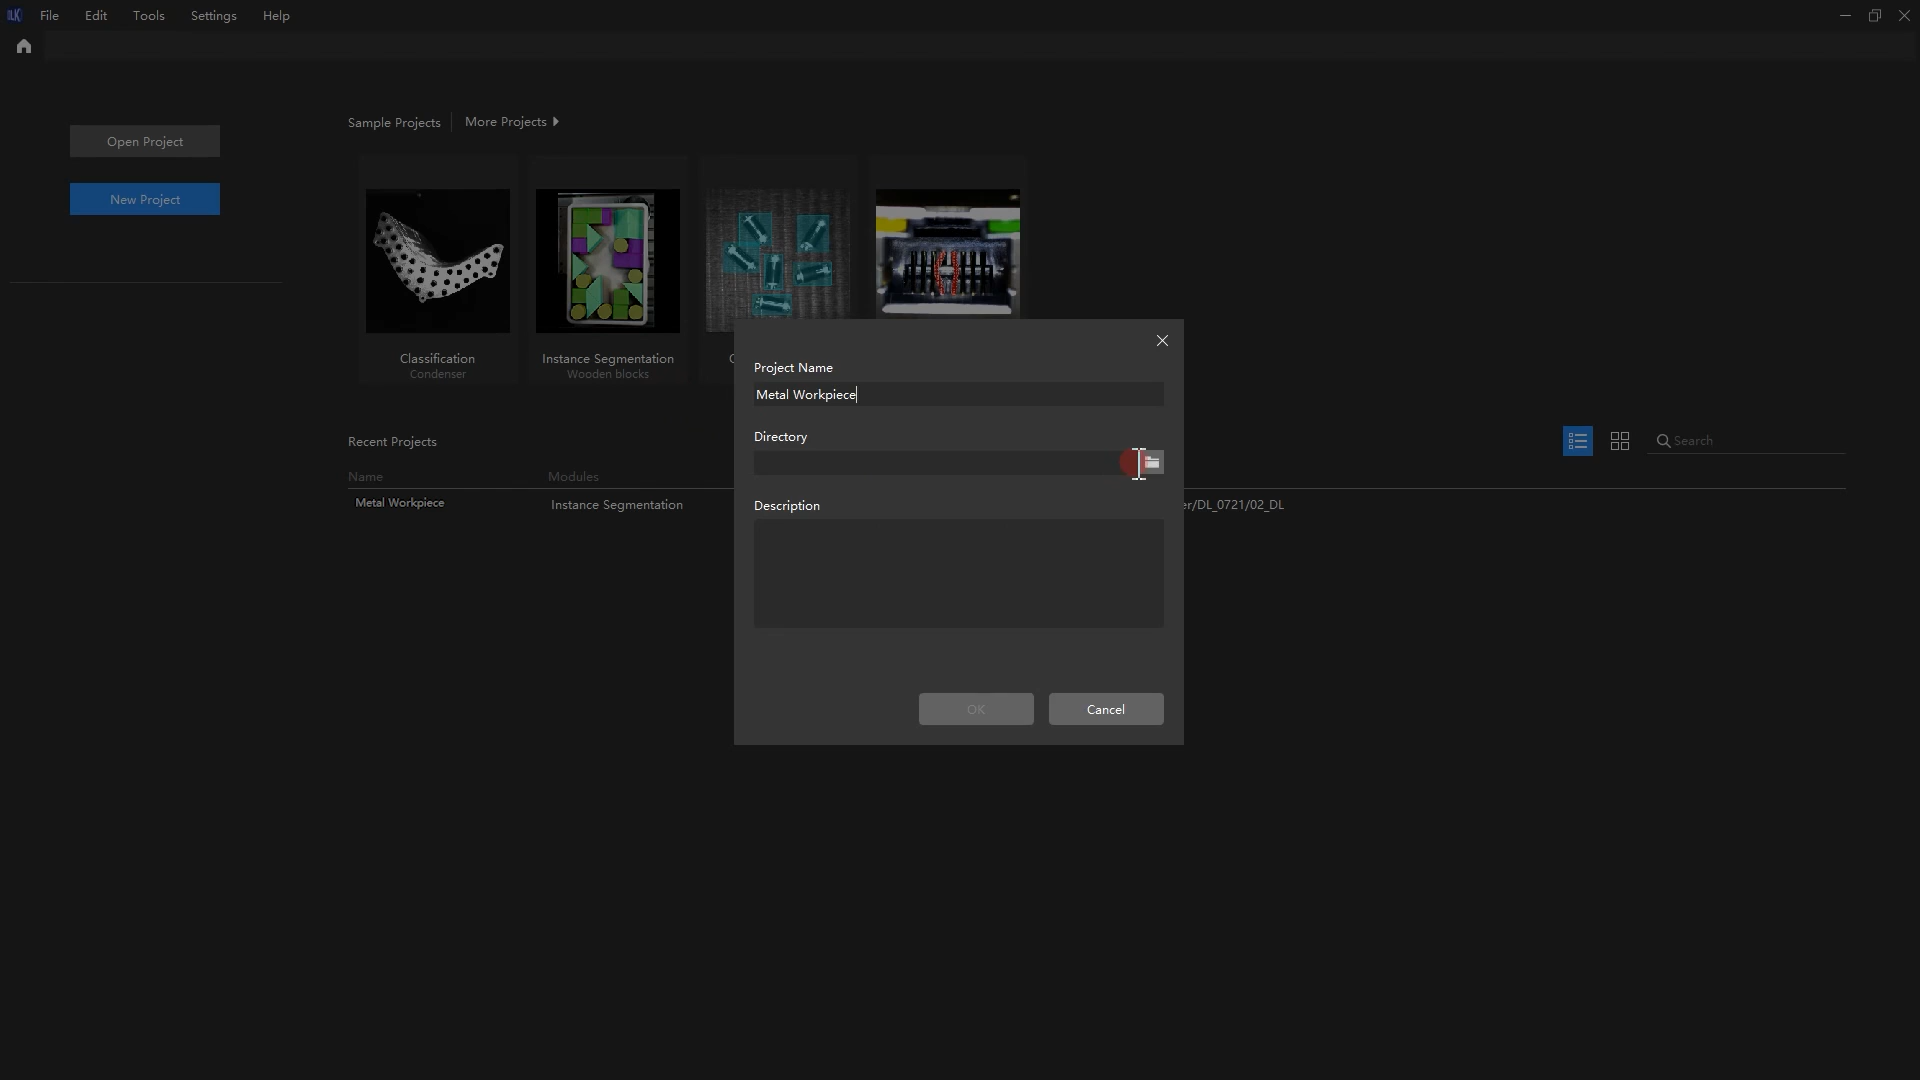 DLK File Edit Tools Settings Help
Open Project
New Project
Sample Projects More Projects
Classification
Condenser
Instance Segmentation
Wooden blocks
Project Name
Metal Workpiece
Directory
Description
OK Cancel
Recent Projects
Search
Name Modules
Metal Workpiece Instance Segmentation er/DL_0721/02_DL